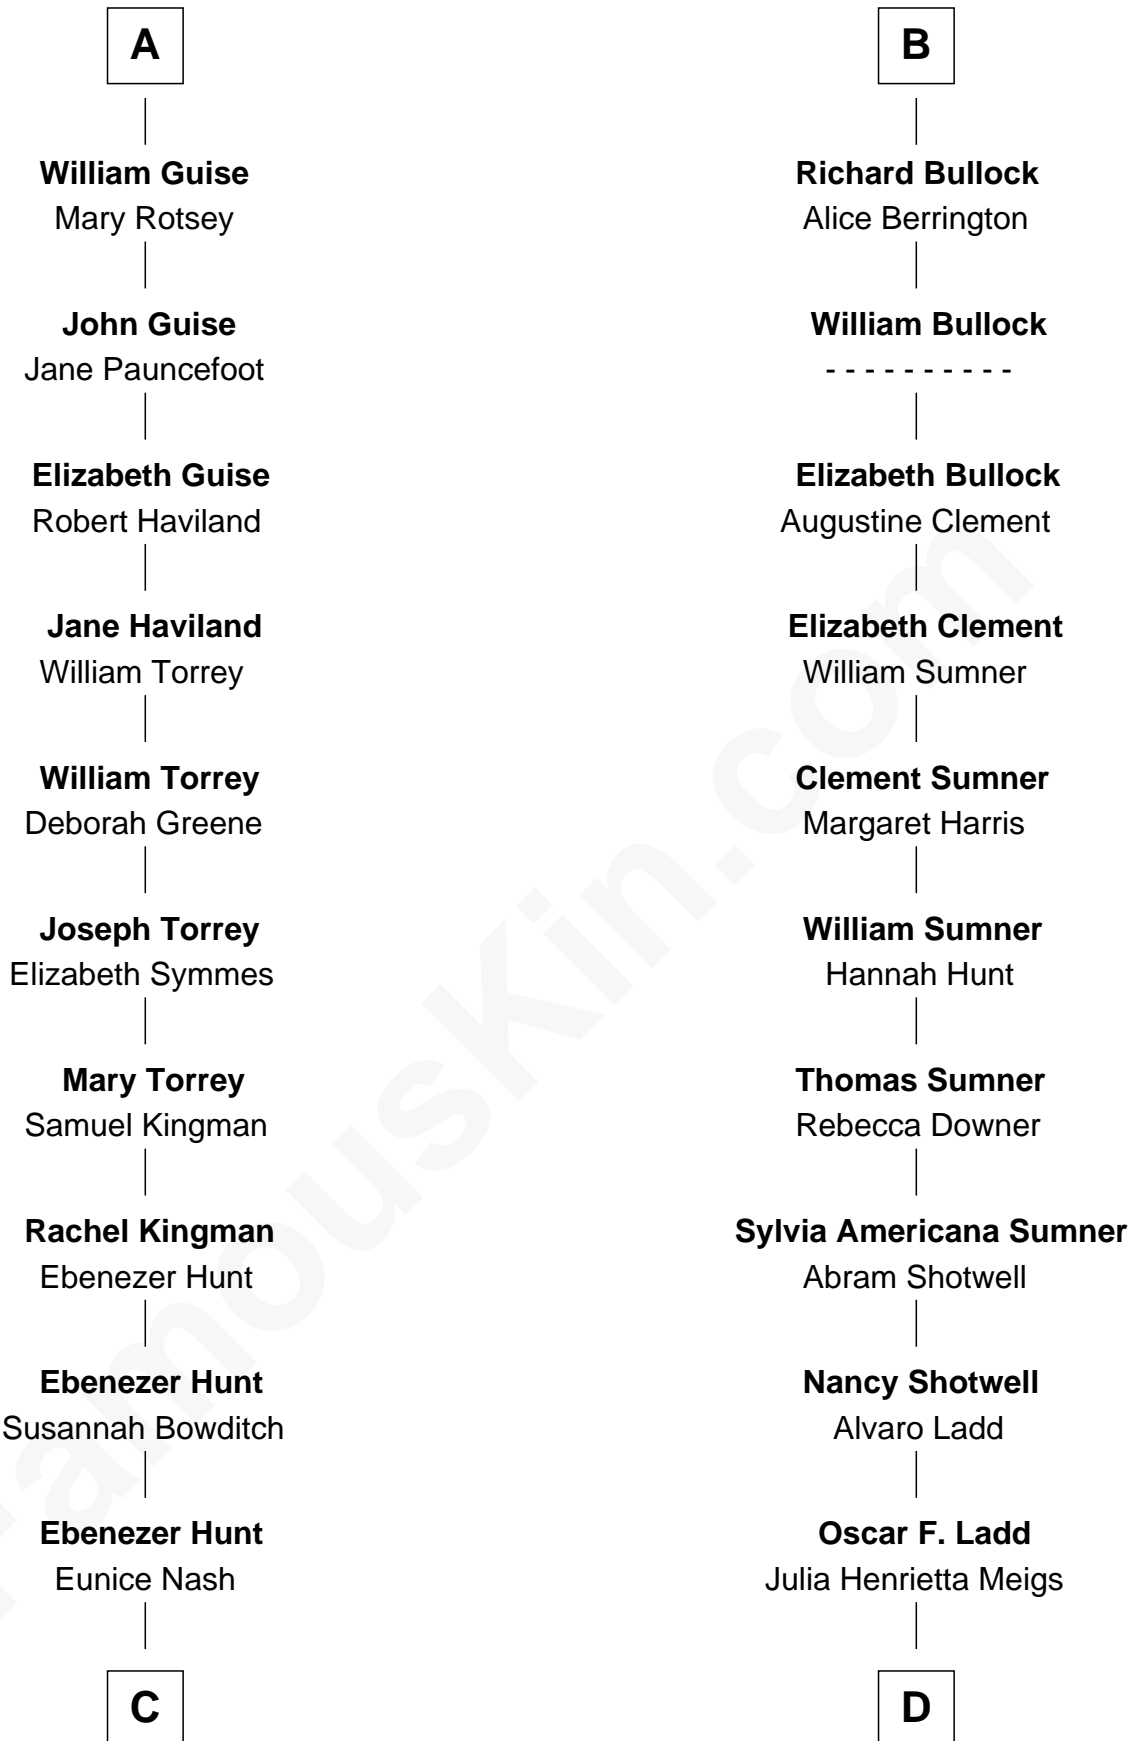 A
William Guise
Mary Rotsey
John Guise
Jane Pauncefoot
Elizabeth Guise
Robert Haviland
Jane Haviland
William Torrey
William Torrey
Deborah Greene
Joseph Torrey
Elizabeth Symmes
Mary Torrey
Samuel Kingman
Rachel Kingman
Ebenezer Hunt
Ebenezer Hunt
Susannah Bowditch
Ebenezer Hunt
Eunice Nash
C
B
Richard Bullock
Alice Berrington
William Bullock
- - - - - - - - - -
Elizabeth Bullock
Augustine Clement
Elizabeth Clement
William Sumner
Clement Sumner
Margaret Harris
William Sumner
Hannah Hunt
Thomas Sumner
Rebecca Downer
Sylvia Americana Sumner
Abram Shotwell
Nancy Shotwell
Alvaro Ladd
Oscar F. Ladd
Julia Henrietta Meigs
D
FamousKin.com